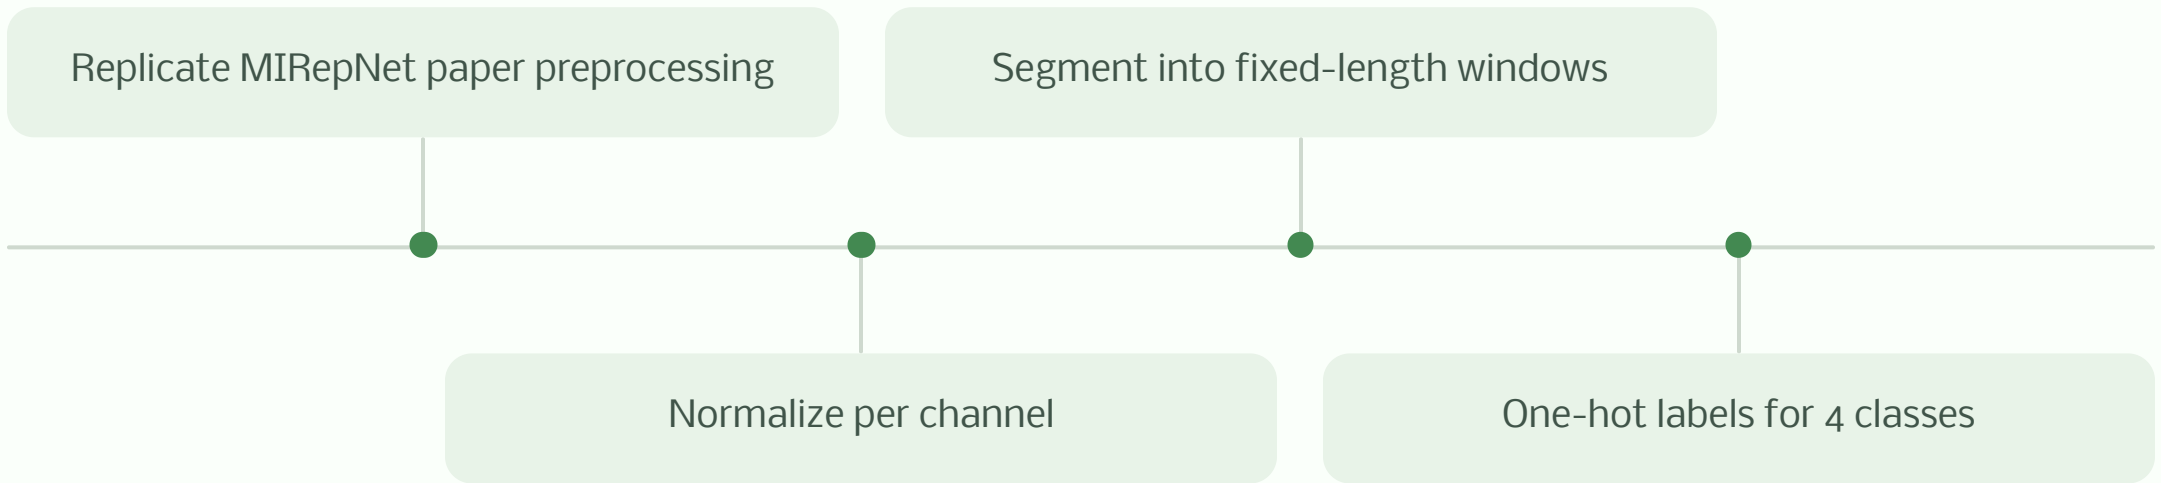 Replicate MIRepNet paper preprocessing
Normalize per channel
Segment into fixed-length windows
One-hot labels for 4 classes